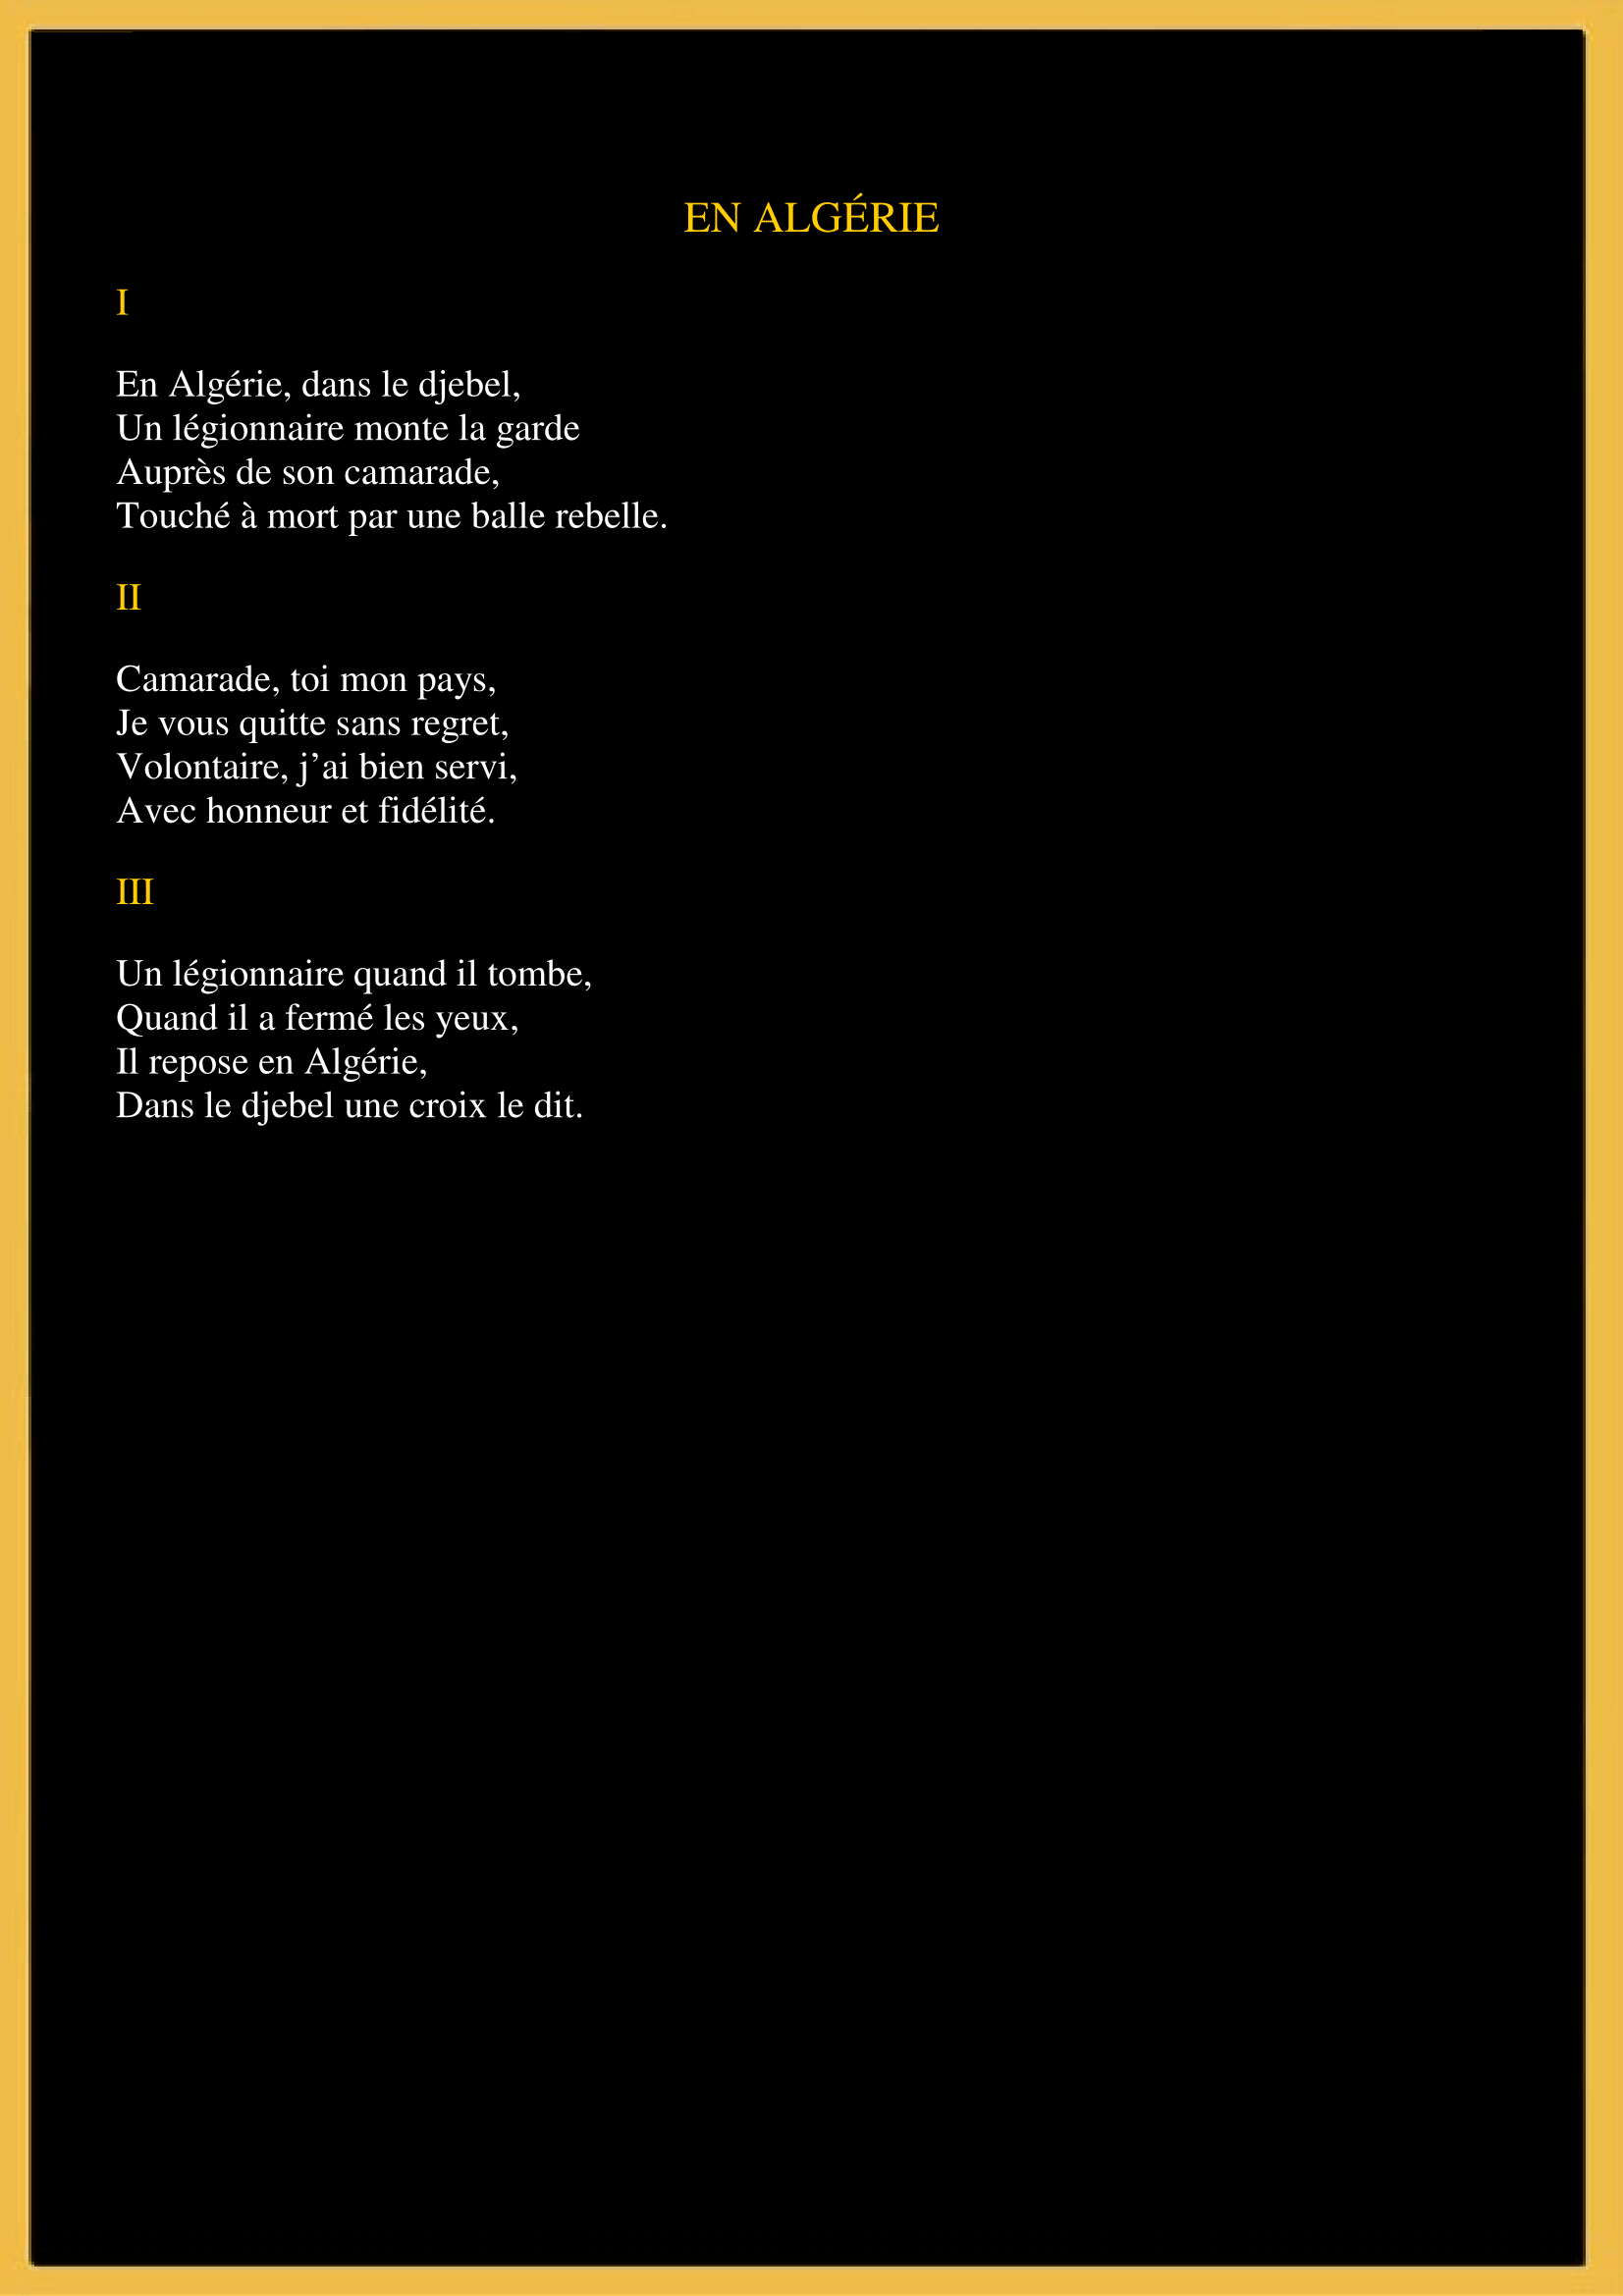 EN ALGÉRIE
I
En Algérie, dans le djebel,
Un légionnaire monte la garde
Auprès de son camarade,
Touché à mort par une balle rebelle.
II
Camarade, toi mon pays,
Je vous quitte sans regret,
Volontaire, j’ai bien servi,
Avec honneur et fidélité.
III
Un légionnaire quand il tombe,
Quand il a fermé les yeux,
Il repose en Algérie,
Dans le djebel une croix le dit.